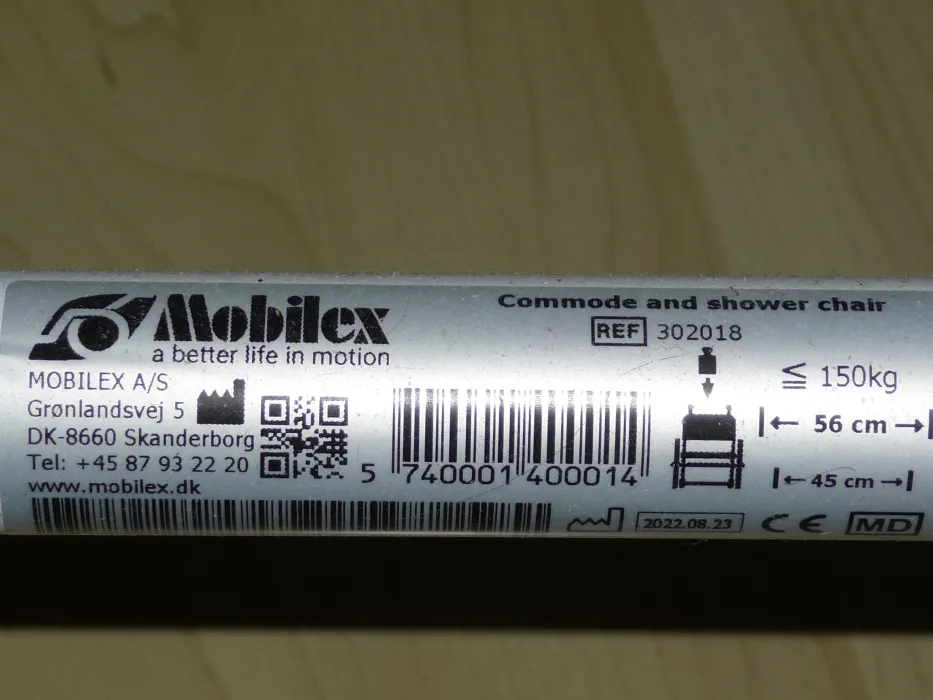 Mobilex
a better life in motion
MOBILEX A/S
Grønlandsvej 5
DK-8660 Skanderborg
Tel: +45 87 93 22 20
www.mobilex.dk
5 740001 400014
Commode and shower chair
REF 302018
≦ 150kg
56 cm
45 cm
2022.08.23
CE MD